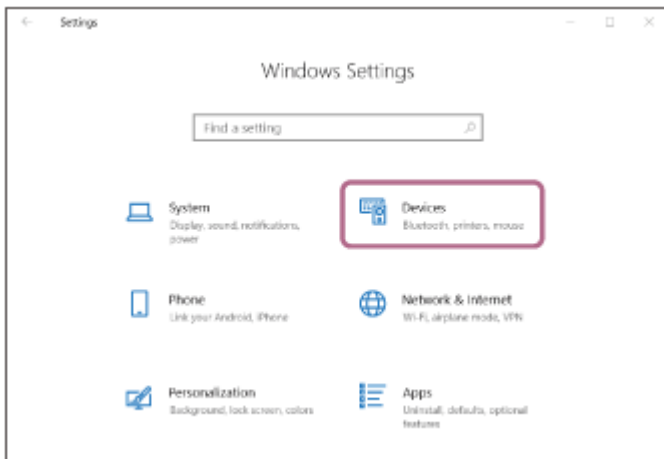 Settings
Windows Settings
Find a setting
System
Display, sound, notifications,
power
Devices
Bluetooth, printers, mouse
Phone
Link your Android, iPhone
Network & Internet
Wi-Fi, airplane mode, VPN
Personalization
Background, lock screen, colors
Apps
Uninstall, defaults, optional
features